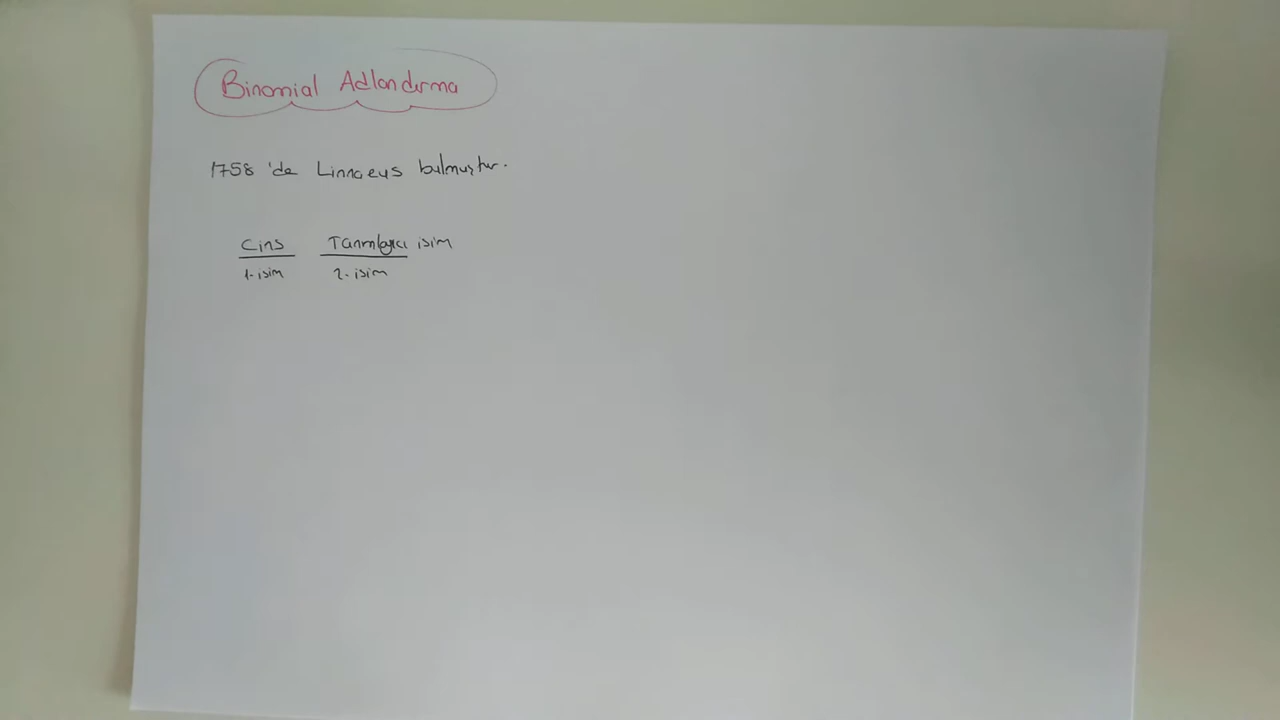 Binomial Adlandırma
1758 'de Linnaeus bulmuştur.
Cins Tanımlayıcı isim
1. isim 2. isim